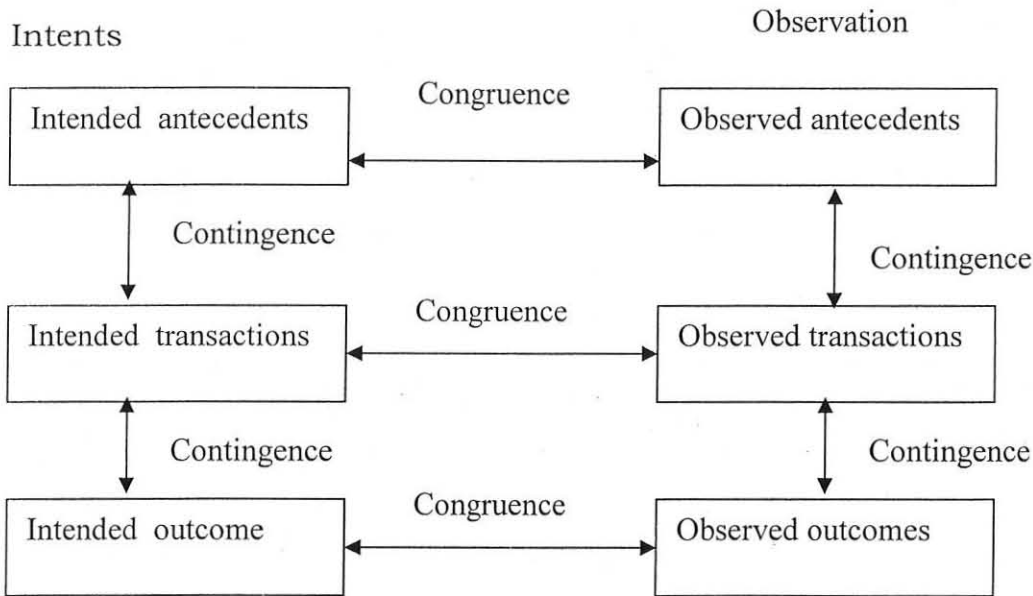 Intents
Observation
Intended antecedents
Congruence
Observed antecedents
Contingence
Contingence
Intended transactions
Congruence
Observed transactions
Contingence
Contingence
Intended outcome
Congruence
Observed outcomes